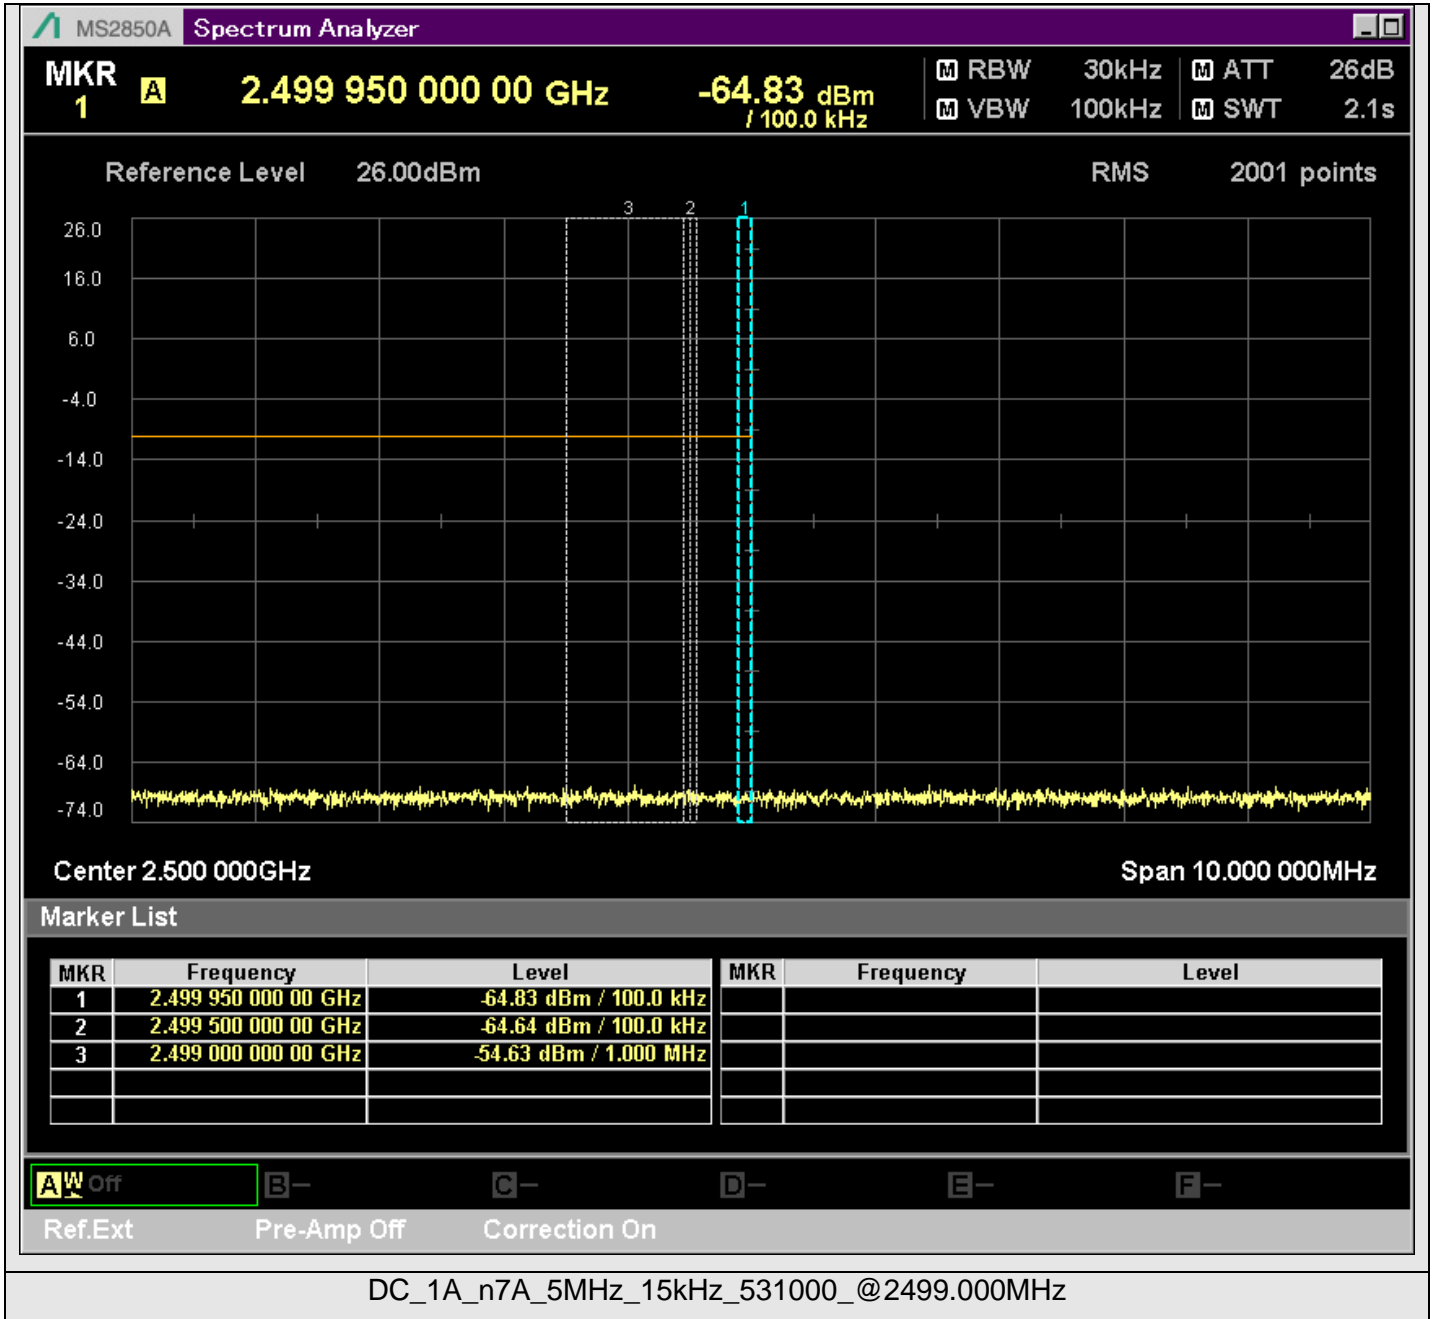 MS2850A Spectrum Analyzer
MKR 1 A 2.499 950 000 00 GHz -64.83 dBm / 100.0 kHz
M RBW 30kHz M ATT 26dB
M VBW 100kHz M SWT 2.1s
Reference Level 26.00dBm RMS 2001 points
3 2 1
26.0
16.0
6.0
-4.0
-14.0
-24.0
-34.0
-44.0
-54.0
-64.0
-74.0
Center 2.500 000GHz Span 10.000 000MHz
Marker List
MKR Frequency Level MKR Frequency Level
1 2.499 950 000 00 GHz -64.83 dBm / 100.0 kHz
2 2.499 500 000 00 GHz -64.64 dBm / 100.0 kHz
3 2.499 000 000 00 GHz -54.63 dBm / 1.000 MHz
A W Off B — C — D — E — F —
Ref.Ext Pre-Amp Off Correction On
DC_1A_n7A_5MHz_15kHz_531000_@2499.000MHz